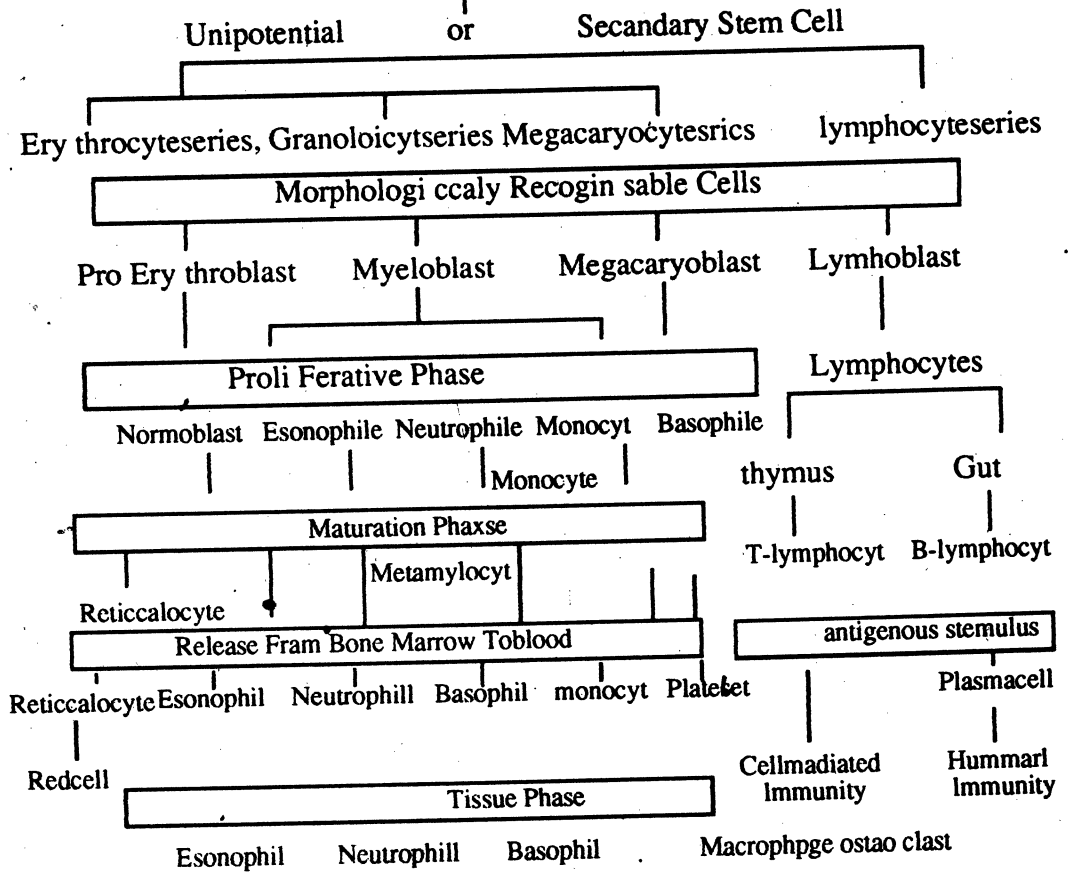 Unipotential or Secandary Stem Cell
Ery throcyteseries, Granoloicytseries Megacaryocytesrics lymphocyteseries
Morphologi ccaly Recogin sable Cells
Pro Ery throblast Myeloblast Megacaryoblast Lymhoblast
Proli Ferative Phase
Lymphocytes
Normoblast Esonophile Neutrophile Monocyt Basophile
Monocyte
thymus Gut
Maturation Phaxse
T-lymphocyt B-lymphocyt
Metamylocyt
Reticcalocyte
Release Fram Bone Marrow Toblood
antigenous stemulus
Reticcalocyte Esonophil Neutrophill Basophil monocyt Platelet
Plasmacell
Redcell
Cellmadiated Immunity
Hummarl Immunity
Tissue Phase
Esonophil Neutrophill Basophil Macrophpge ostao clast